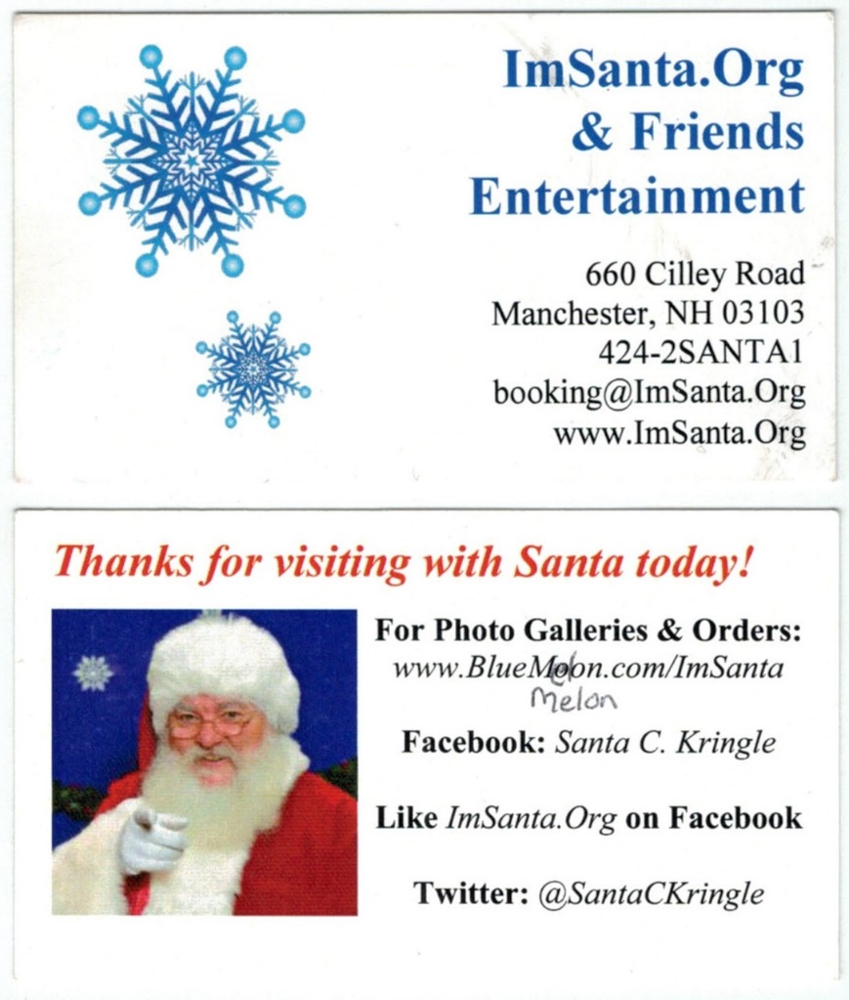 ImSanta.Org
& Friends
Entertainment
660 Cilley Road
Manchester, NH 03103
424-2SANTA1
booking@ImSanta.Org
www.ImSanta.Org
Thanks for visiting with Santa today!
For Photo Galleries & Orders:
www.BlueMelon.com/ImSanta
Melon
Facebook: Santa C. Kringle
Like ImSanta.Org on Facebook
Twitter: @SantaCKringle